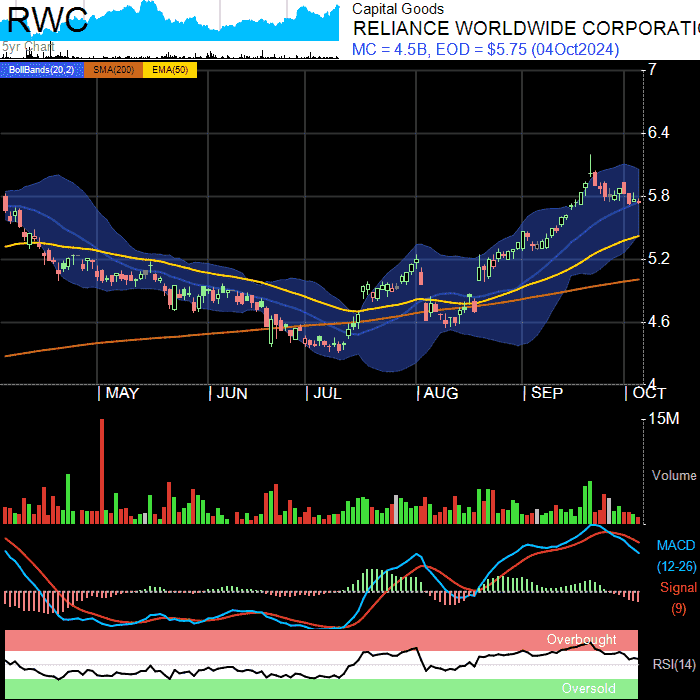 RWC
5yr Chart
Capital Goods
RELIANCE WORLDWIDE CORPORATI
MC = 4.5B, EOD = $5.75 (04Oct2024)
BollBands(20,2) SMA(200) EMA(50)
7
6.4
5.8
5.2
4.6
4
MAY JUN JUL AUG SEP OCT
15M
Volume
MACD
(12-26)
Signal
(9)
Overbought
RSI(14)
Oversold